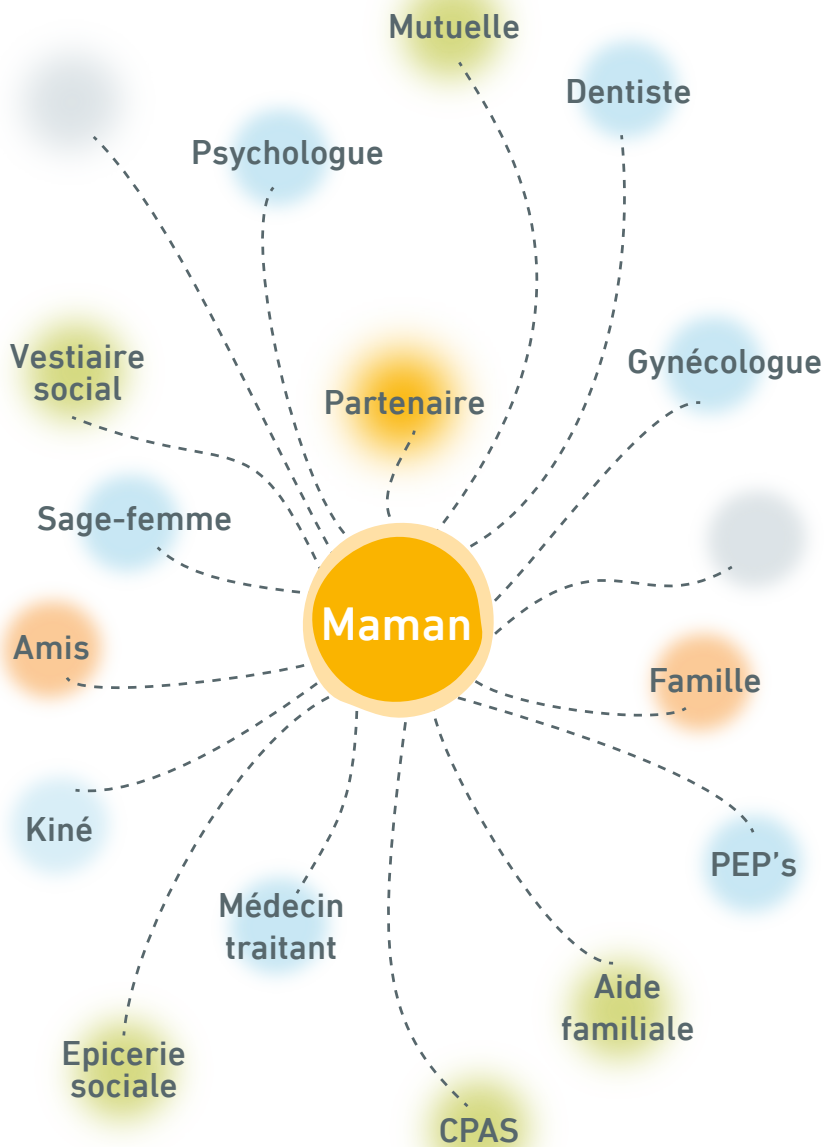 Mutuelle
Dentiste
Psychologue
Vestiaire
social
Gynécologue
Partenaire
Sage-femme
Maman
Amis
Famille
Kiné
PEP's
Médecin
traitant
Aide
familiale
Epicerie
sociale
CPAS